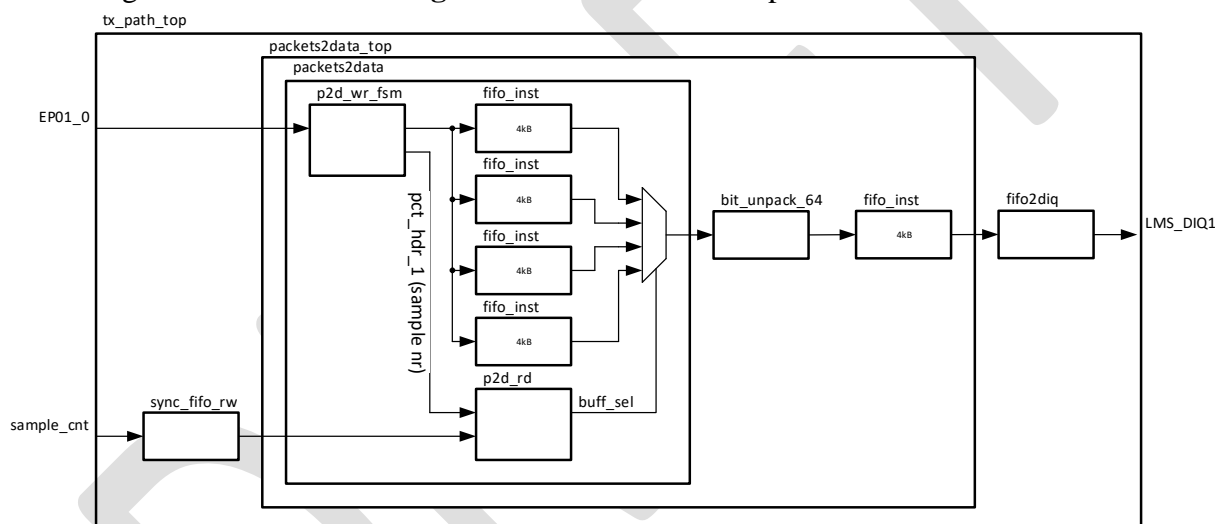 tx_path_top
packets2data_top
packets2data
p2d_wr_fsm
fifo_inst
EP01_0
4kB
fifo_inst
4kB
pct_hdr_1 (sample nr)
bit_unpack_64
fifo_inst
fifo2diq
LMS_DIQ1
4kB
fifo_inst
4kB
fifo_inst
4kB
p2d_rd
buff_sel
sync_fifo_rw
sample_cnt